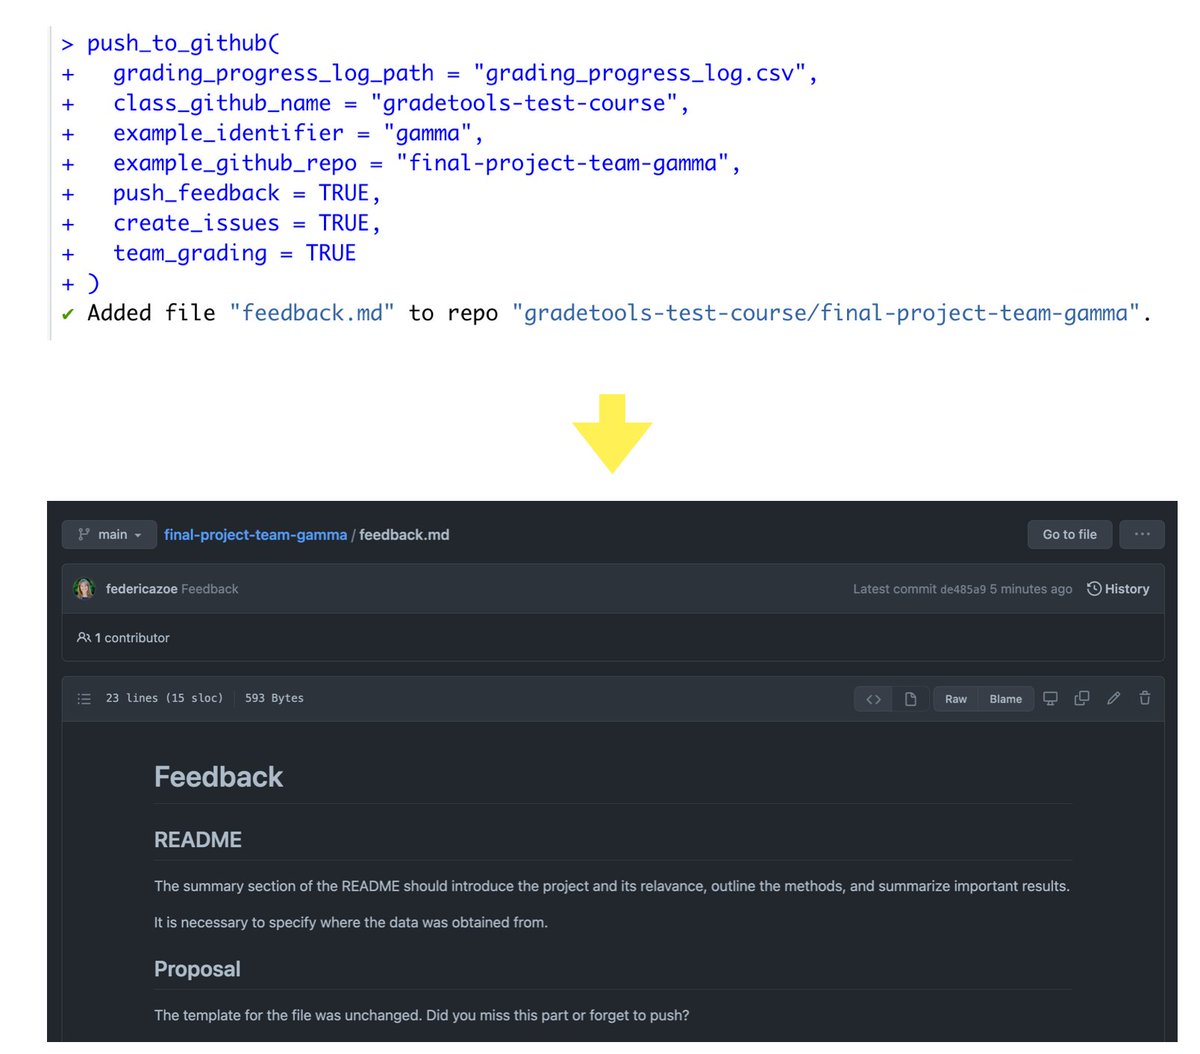 > push_to_github(
+   grading_progress_log_path = "grading_progress_log.csv",
+   class_github_name = "gradetools-test-course",
+   example_identifier = "gamma",
+   example_github_repo = "final-project-team-gamma",
+   push_feedback = TRUE,
+   create_issues = TRUE,
+   team_grading = TRUE
+ )
✔ Added file "feedback.md" to repo "gradetools-test-course/final-project-team-gamma".
main final-project-team-gamma / feedback.md Go to file ...
federicazoe Feedback Latest commit de485a9 5 minutes ago History
1 contributor
23 lines (15 sloc) 593 Bytes <> Raw Blame
Feedback
README
The summary section of the README should introduce the project and its relavance, outline the methods, and summarize important results.
It is necessary to specify where the data was obtained from.
Proposal
The template for the file was unchanged. Did you miss this part or forget to push?